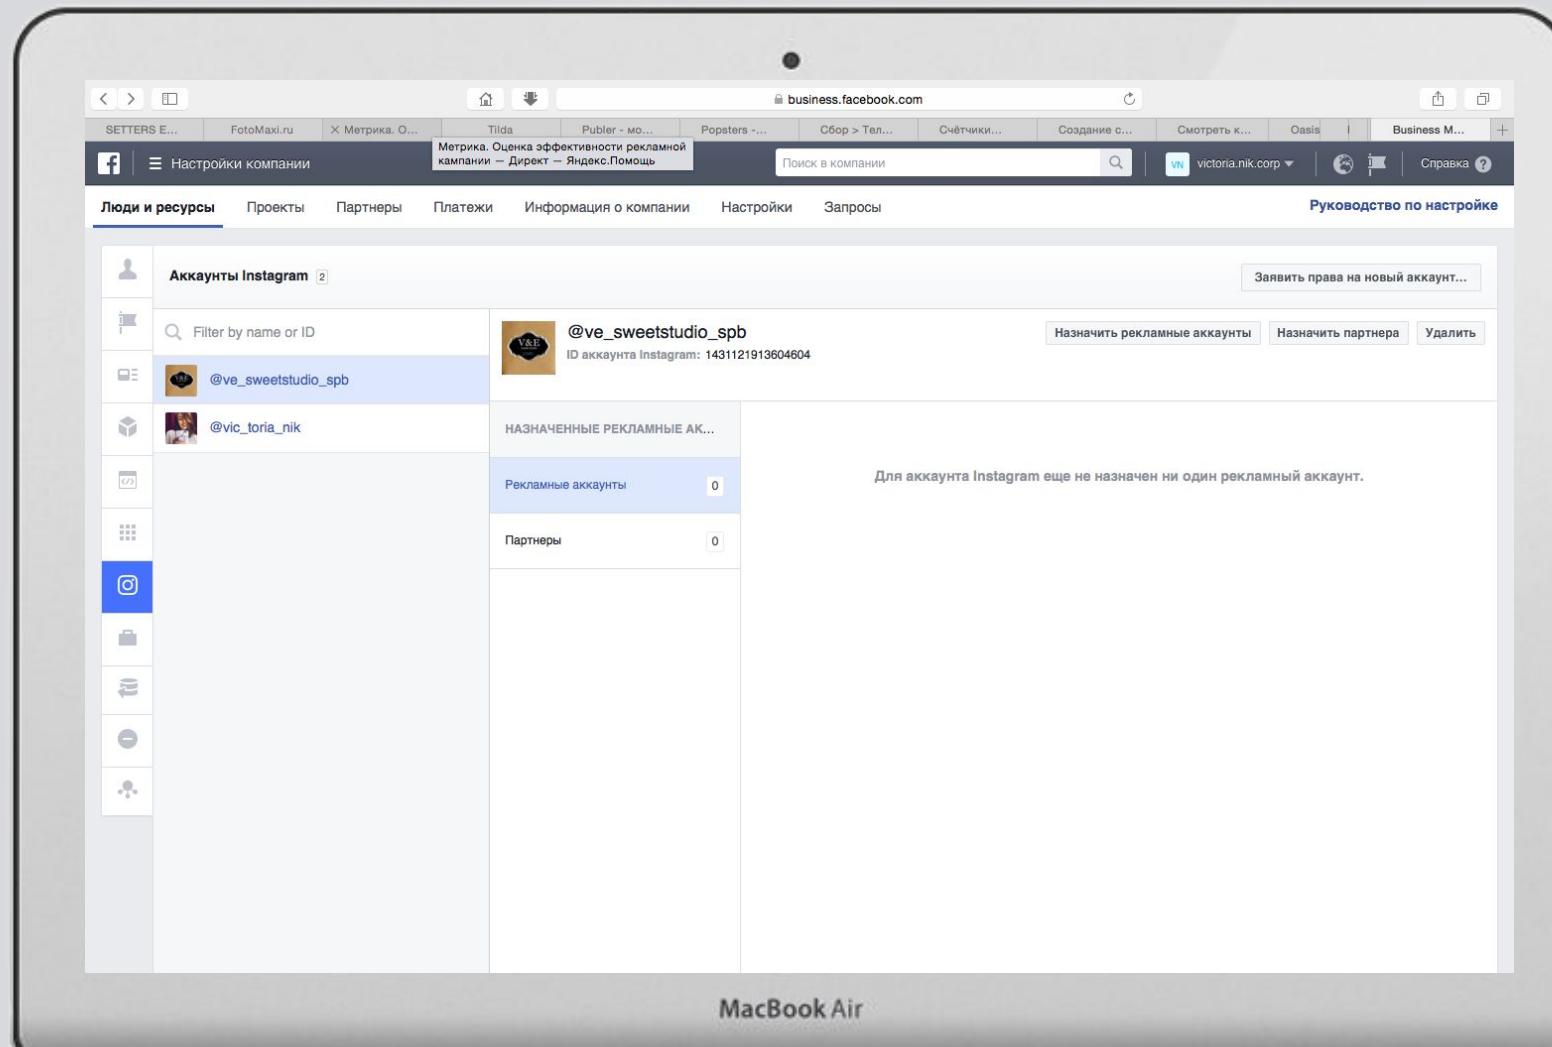 business.facebook.com
SETTERS E... FotoMaxi.ru Метрика. О... Tilda Publer - мо... Popsters -... Сбор > Тел... Счётчики... Создание с... Смотреть к... Oasis Business M...
Метрика. Оценка эффективности рекламной
кампании — Директ — Яндекс.Помощь
Настройки компании Поиск в компании VN victoria.nik.corp Справка
Люди и ресурсы Проекты Партнеры Платежи Информация о компании Настройки Запросы Руководство по настройке
Аккаунты Instagram 2 Заявить права на новый аккаунт...
Filter by name or ID
@ve_sweetstudio_spb
@vic_toria_nik
V&E
@ve_sweetstudio_spb
ID аккаунта Instagram: 1431121913604604
Назначить рекламные аккаунты Назначить партнера Удалить
НАЗНАЧЕННЫЕ РЕКЛАМНЫЕ АК...
Рекламные аккаунты 0
Партнеры 0
Для аккаунта Instagram еще не назначен ни один рекламный аккаунт.
MacBook Air